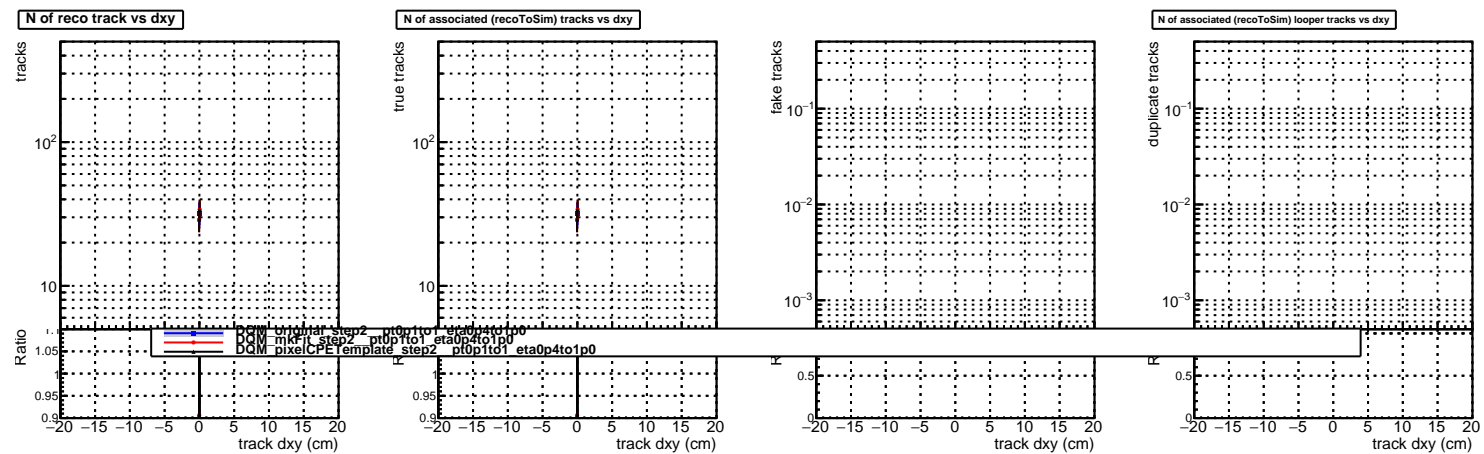 N of reco track vs dxy
N of associated (recoToSim) tracks vs dxy
N of associated (recoToSim) looper tracks vs dxy
tracks
10²
10
true tracks
10²
10
fake tracks
10⁻¹
10⁻²
10⁻³
duplicate tracks
10⁻¹
10⁻²
10⁻³
DQM_original_step2__pt0p1to1_eta0p4to1p0
DQM_mkFit_step2__pt0p1to1_eta0p4to1p0
DQM_pixelCPETemplate_step2__pt0p1to1_eta0p4to1p0
Ratio
1.1
1.05
1
0.95
0.9
1
0.95
0.9
0.5
0
0.5
0
−20 −15 −10 −5 0 5 10 15 20
track dxy (cm)
−20 −15 −10 −5 0 5 10 15 20
track dxy (cm)
−20 −15 −10 −5 0 5 10 15 20
track dxy (cm)
−20 −15 −10 −5 0 5 10 15 20
track dxy (cm)